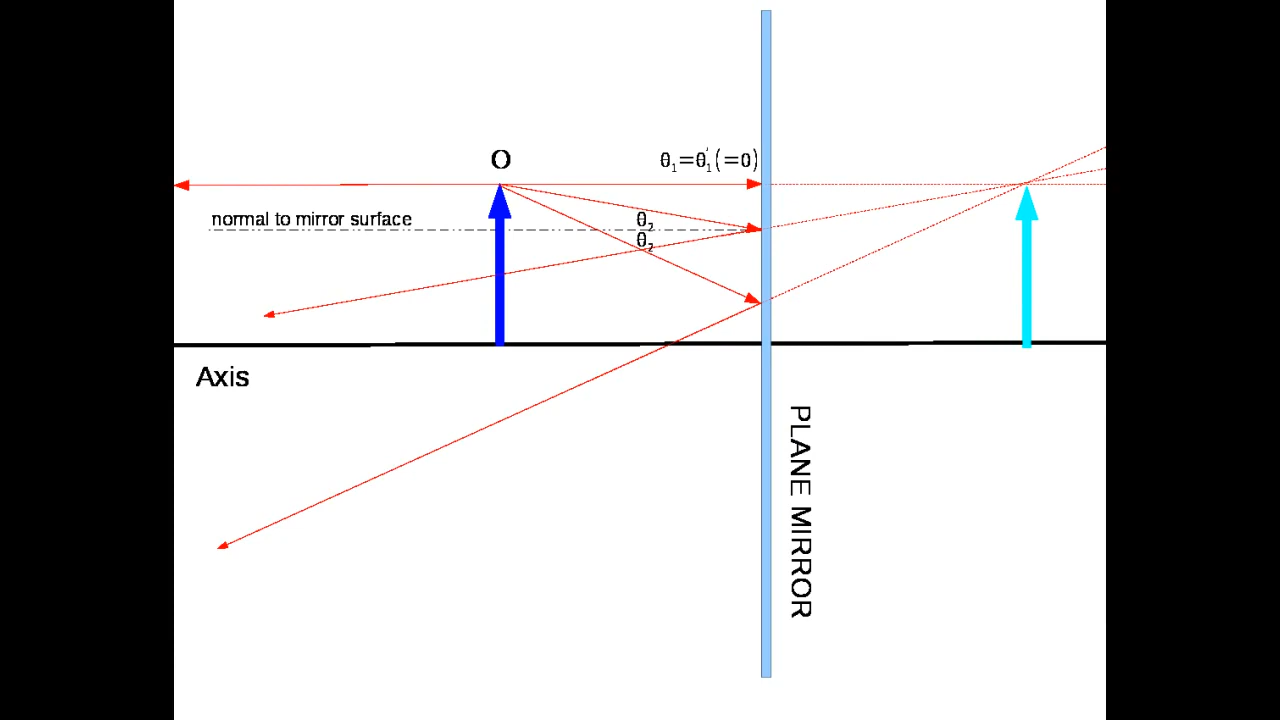 O
θ₁=θ₁'(=0)
normal to mirror surface
θ₂
θ₂
Axis
PLANE MIRROR